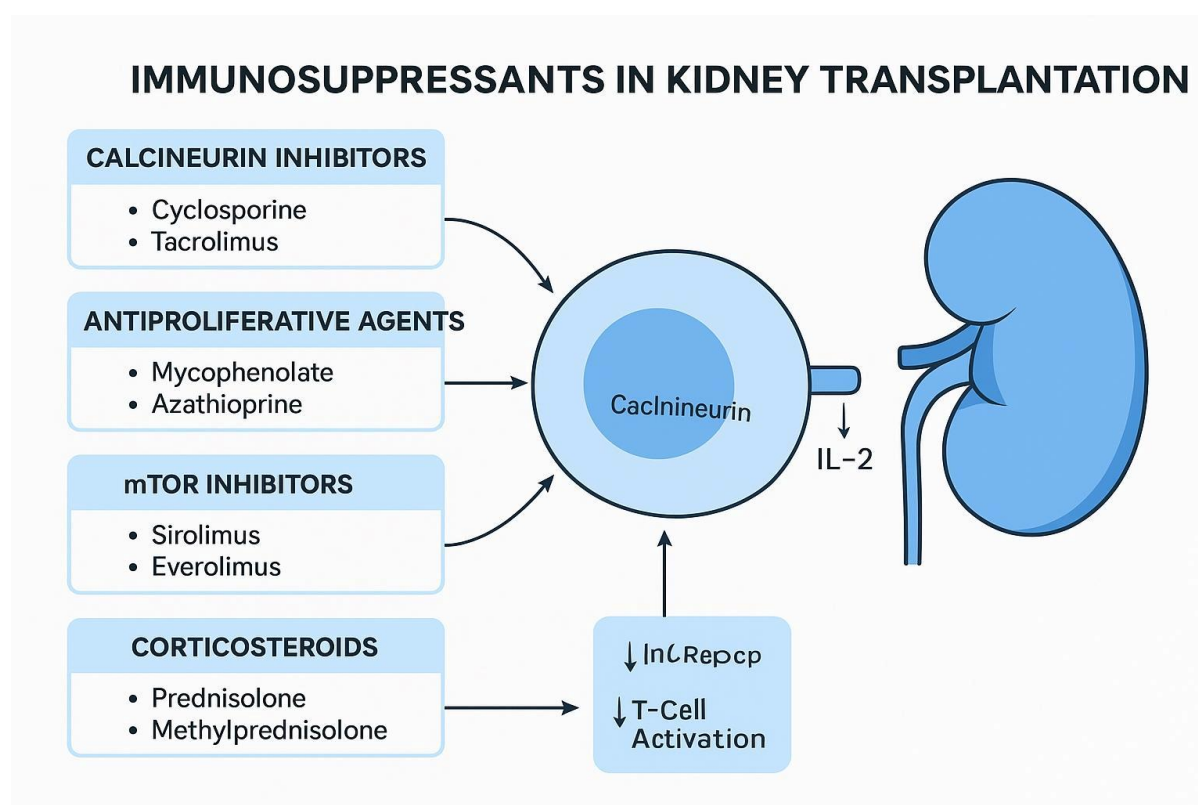 IMMUNOSUPPRESSANTS IN KIDNEY TRANSPLANTATION
CALCINEURIN INHIBITORS
• Cyclosporine
• Tacrolimus
ANTIPROLIFERATIVE AGENTS
• Mycophenolate
• Azathioprine
mTOR INHIBITORS
• Sirolimus
• Everolimus
CORTICOSTEROIDS
• Prednisolone
• Methylprednisolone
Caclnineurin
↓
IL-2
↓
↓ T-Cell
Activation